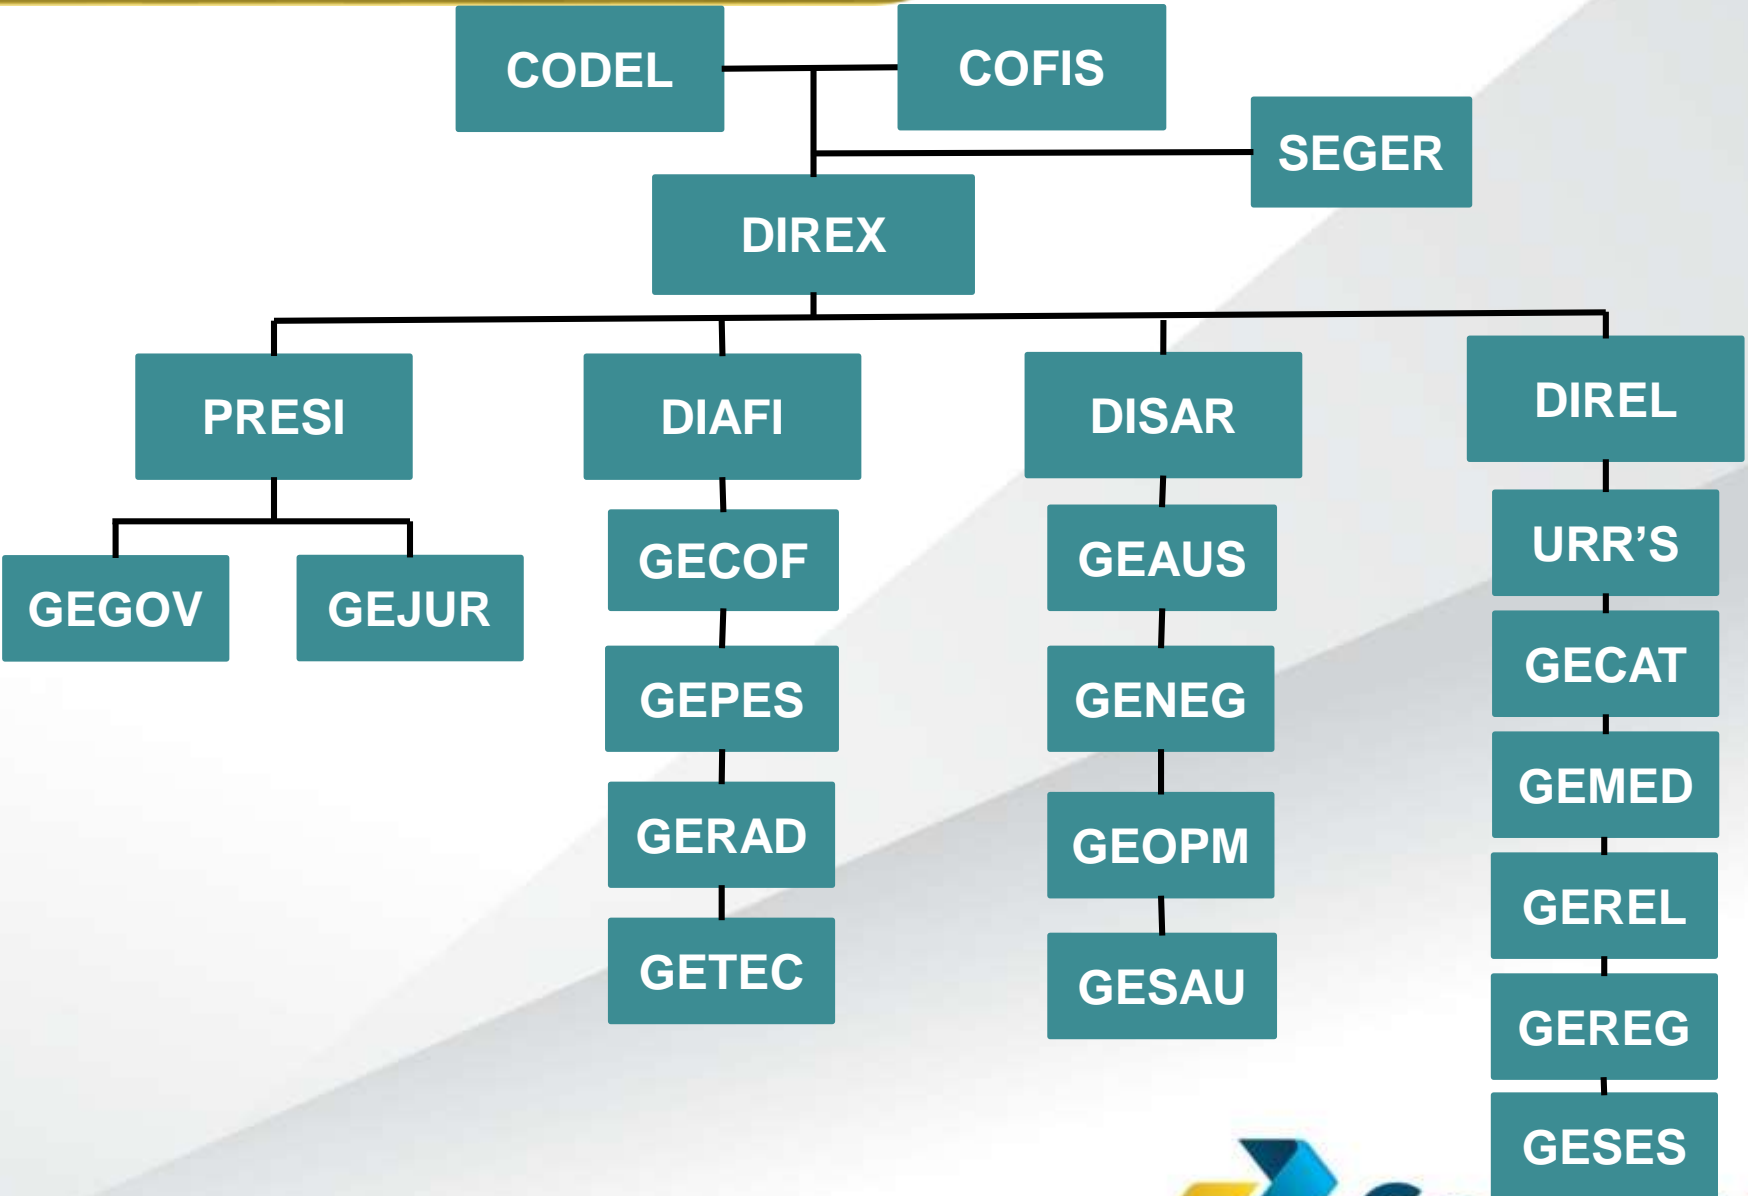 CODEL
COFIS
SEGER
DIREX
PRESI
DIAFI
DISAR
DIREL
GEGOV
GEJUR
GECOF
GEPES
GERAD
GETEC
GEAUS
GENEG
GEOPM
GESAU
URR’S
GECAT
GEMED
GEREL
GEREG
GESES